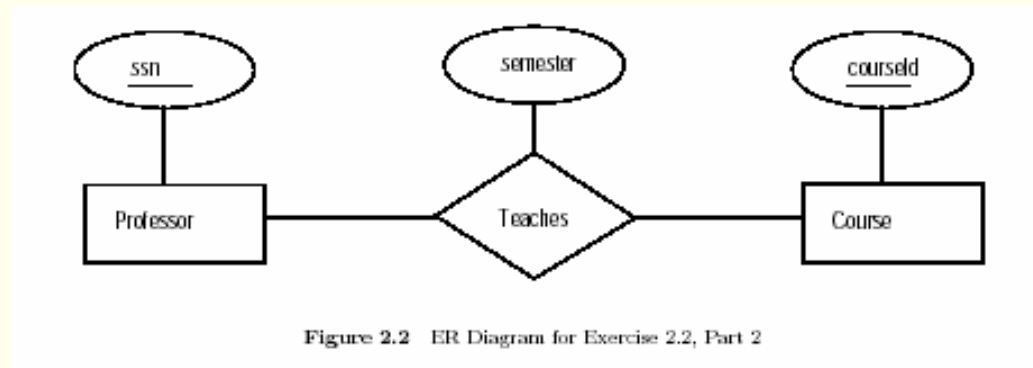 ssn
semester
courseId
Professor
Teaches
Course
Figure 2.2 ER Diagram for Exercise 2.2, Part 2